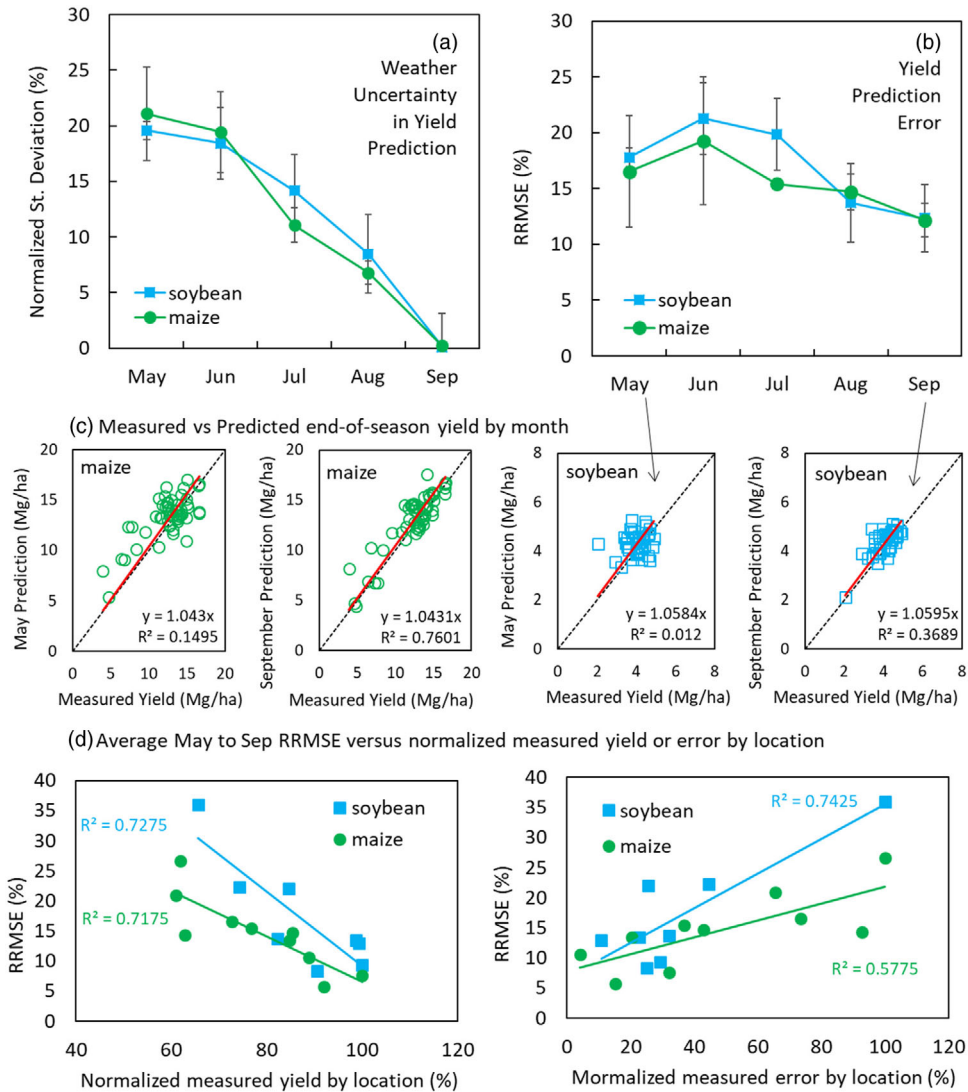 (a)
Weather
Uncertainty
in Yield
Prediction
Normalized St. Deviation (%)
30
25
20
15
10
5
0
soybean
maize
May Jun Jul Aug Sep
(b)
Yield
Prediction
Error
RRMSE (%)
30
25
20
15
10
5
0
soybean
maize
May Jun Jul Aug Sep
(c) Measured vs Predicted end-of-season yield by month
maize
May Prediction (Mg/ha)
20
15
10
5
0
y = 1.043x
R² = 0.1495
0 5 10 15 20
Measured Yield (Mg/ha)
maize
September Prediction (Mg/ha)
20
15
10
5
0
y = 1.0431x
R² = 0.7601
0 5 10 15 20
Measured Yield (Mg/ha)
soybean
May Prediction (Mg/ha)
8
6
4
2
0
y = 1.0584x
R² = 0.012
0 2 4 6 8
Measured Yield (Mg/ha)
soybean
September Prediction (Mg/ha)
8
6
4
2
0
y = 1.0595x
R² = 0.3689
0 2 4 6 8
Measured Yield (Mg/ha)
(d) Average May to Sep RRMSE versus normalized measured yield or error by location
RRMSE (%)
40
35
30
25
20
15
10
5
0
soybean
maize
R² = 0.7275
R² = 0.7175
40 60 80 100 120
Normalized measured yield by location (%)
RRMSE (%)
40
35
30
25
20
15
10
5
0
soybean
maize
R² = 0.7425
R² = 0.5775
0 20 40 60 80 100 120
Mormalized measured error by location (%)